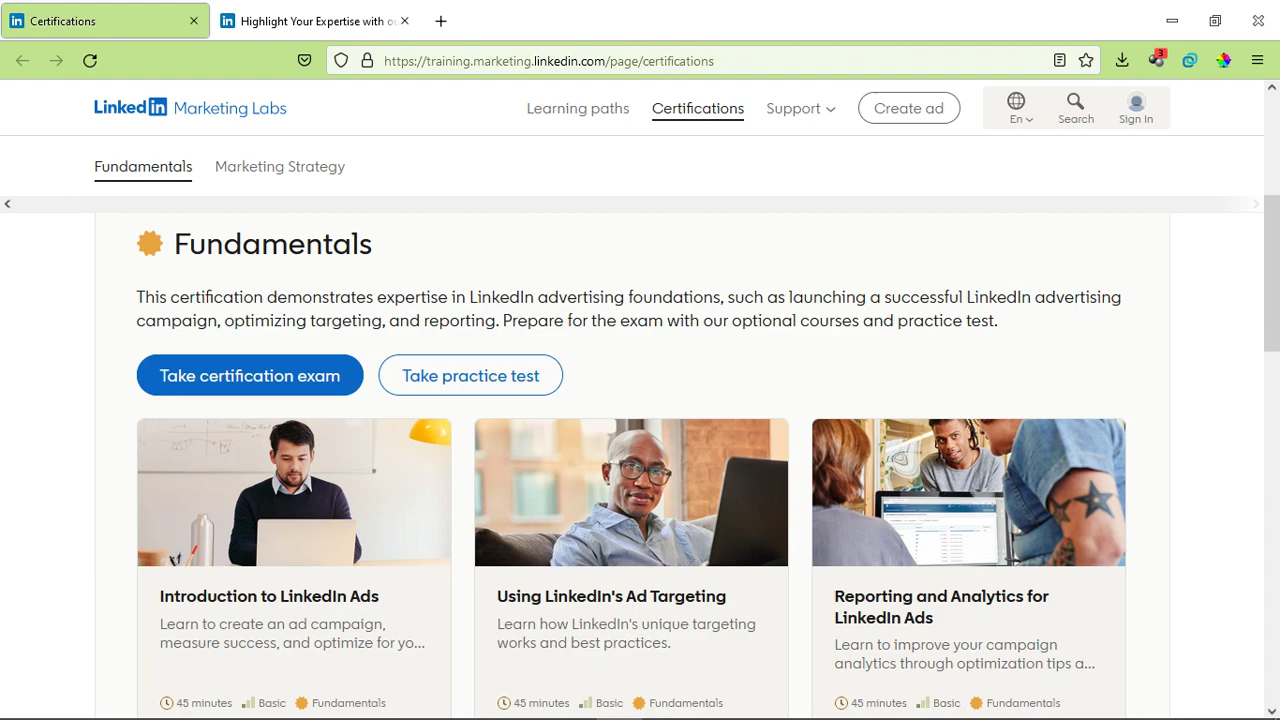 Certifications
Highlight Your Expertise with o
3
https://training.marketing.linkedin.com/page/certifications
Linked in Marketing Labs
Learning paths
Certifications
Support
Create ad
En
Search
Sign In
Fundamentals
Marketing Strategy
Fundamentals
This certification demonstrates expertise in LinkedIn advertising foundations, such as launching a successful LinkedIn advertising
campaign, optimizing targeting, and reporting. Prepare for the exam with our optional courses and practice test.
Take certification exam
Take practice test
Introduction to LinkedIn Ads
Learn to create an ad campaign,
measure success, and optimize for yo...
45 minutes Basic Fundamentals
Using LinkedIn's Ad Targeting
Learn how LinkedIn's unique targeting
works and best practices.
45 minutes Basic Fundamentals
Reporting and Analytics for
LinkedIn Ads
Learn to improve your campaign
analytics through optimization tips a...
45 minutes Basic Fundamentals